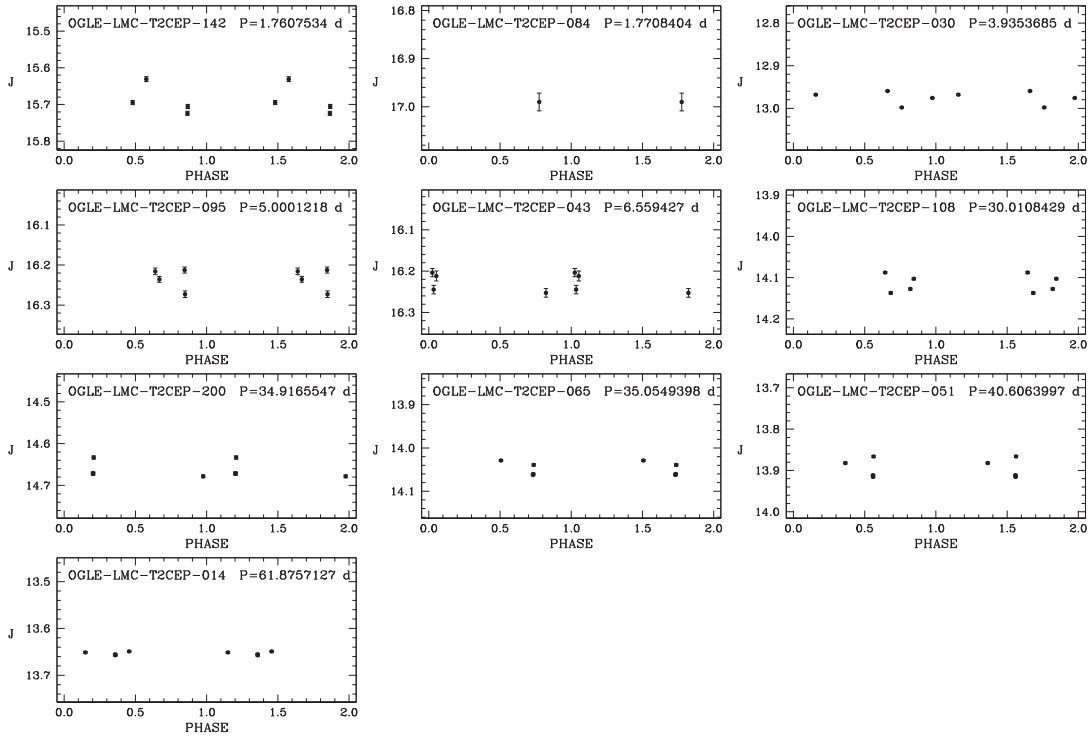 OGLE-LMC-T2CEP-142 P=1.7607534 d
15.5
15.6
J
15.7
15.8
0.0 0.5 1.0 1.5 2.0
PHASE
OGLE-LMC-T2CEP-084 P=1.7708404 d
16.8
16.9
J
17.0
0.0 0.5 1.0 1.5 2.0
PHASE
OGLE-LMC-T2CEP-030 P=3.9353685 d
12.8
12.9
J
13.0
0.0 0.5 1.0 1.5 2.0
PHASE
OGLE-LMC-T2CEP-095 P=5.0001218 d
16.1
J
16.2
16.3
0.0 0.5 1.0 1.5 2.0
PHASE
OGLE-LMC-T2CEP-043 P=6.559427 d
16.1
J
16.2
16.3
0.0 0.5 1.0 1.5 2.0
PHASE
OGLE-LMC-T2CEP-108 P=30.0108429 d
13.9
14.0
J
14.1
14.2
0.0 0.5 1.0 1.5 2.0
PHASE
OGLE-LMC-T2CEP-200 P=34.9165547 d
14.5
J
14.6
14.7
0.0 0.5 1.0 1.5 2.0
PHASE
OGLE-LMC-T2CEP-065 P=35.0549398 d
13.9
J
14.0
14.1
0.0 0.5 1.0 1.5 2.0
PHASE
OGLE-LMC-T2CEP-051 P=40.6063997 d
13.7
13.8
J
13.9
14.0
0.0 0.5 1.0 1.5 2.0
PHASE
OGLE-LMC-T2CEP-014 P=61.8757127 d
13.5
J
13.6
13.7
0.0 0.5 1.0 1.5 2.0
PHASE